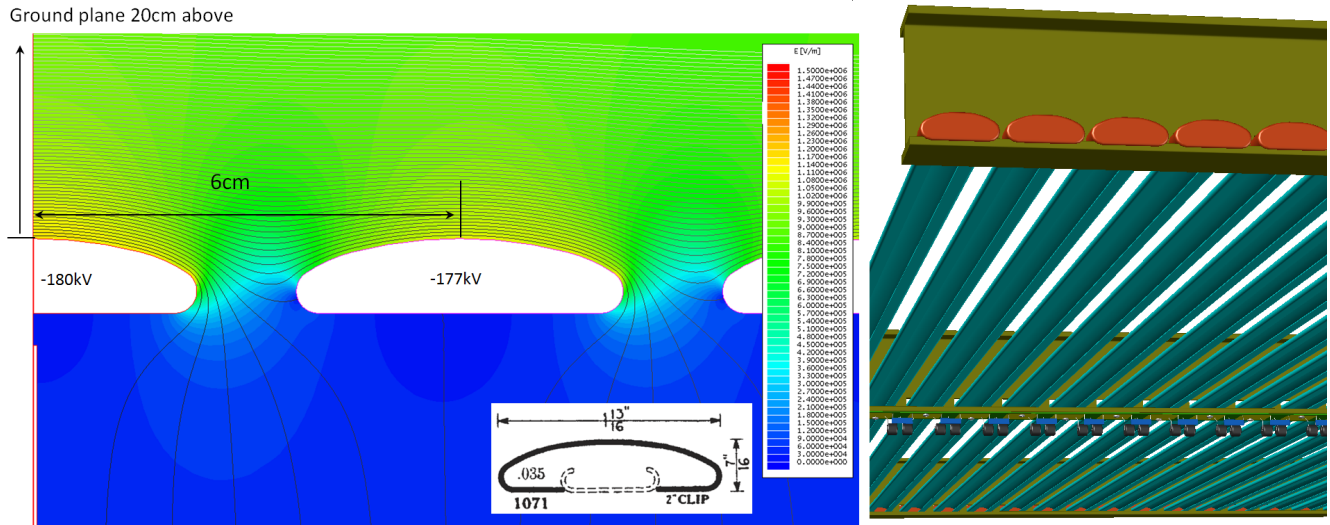 Ground plane 20cm above
6cm
-180kV
-177kV
E [V/m]
1.5000e+006
1.4700e+006
1.4400e+006
1.4100e+006
1.3800e+006
1.3500e+006
1.3200e+006
1.2900e+006
1.2600e+006
1.2300e+006
1.2000e+006
1.1700e+006
1.1400e+006
1.1100e+006
1.0800e+006
1.0500e+006
1.0200e+006
9.9000e+005
9.6000e+005
9.3000e+005
9.0000e+005
8.7000e+005
8.4000e+005
8.1000e+005
7.8000e+005
7.5000e+005
7.2000e+005
6.9000e+005
6.6000e+005
6.3000e+005
6.0000e+005
5.7000e+005
5.4000e+005
5.1000e+005
4.8000e+005
4.5000e+005
4.2000e+005
3.9000e+005
3.6000e+005
3.3000e+005
3.0000e+005
2.7000e+005
2.4000e+005
2.1000e+005
1.8000e+005
1.5000e+005
1.2000e+005
9.0000e+004
6.0000e+004
3.0000e+004
0.0000e+000
1 13"
16
7"
16
.035
1071
2" CLIP